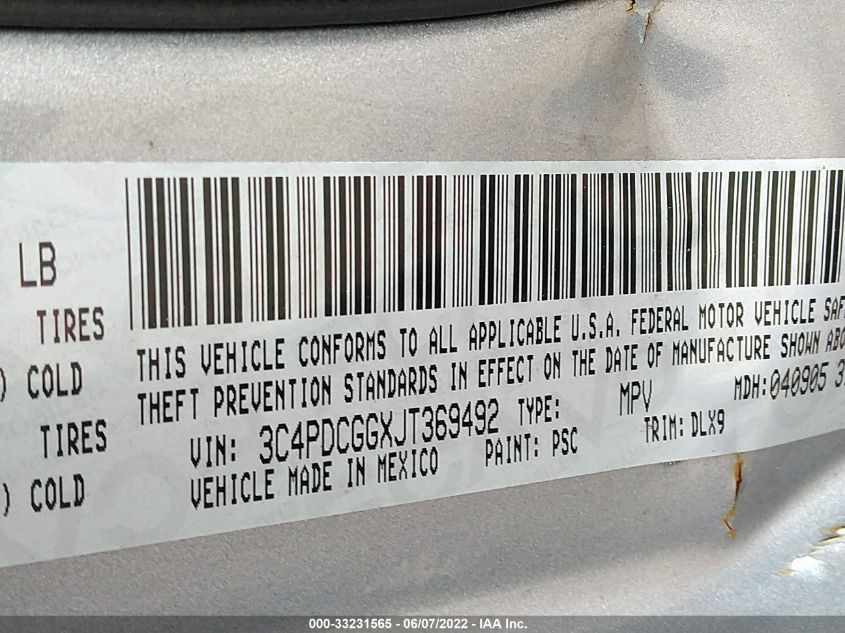 LB
TIRES
) COLD
TIRES
) COLD
THIS VEHICLE CONFORMS TO ALL APPLICABLE U.S.A. FEDERAL MOTOR VEHICLE SAF
THEFT PREVENTION STANDARDS IN EFFECT ON THE DATE OF MANUFACTURE SHOWN ABO
VIN: 3C4PDCGGXJT369492 TYPE: MPV MDH:040905 3
VEHICLE MADE IN MEXICO PAINT: PSC TRIM: DLX9
000-33231565 - 06/07/2022 - IAA Inc.